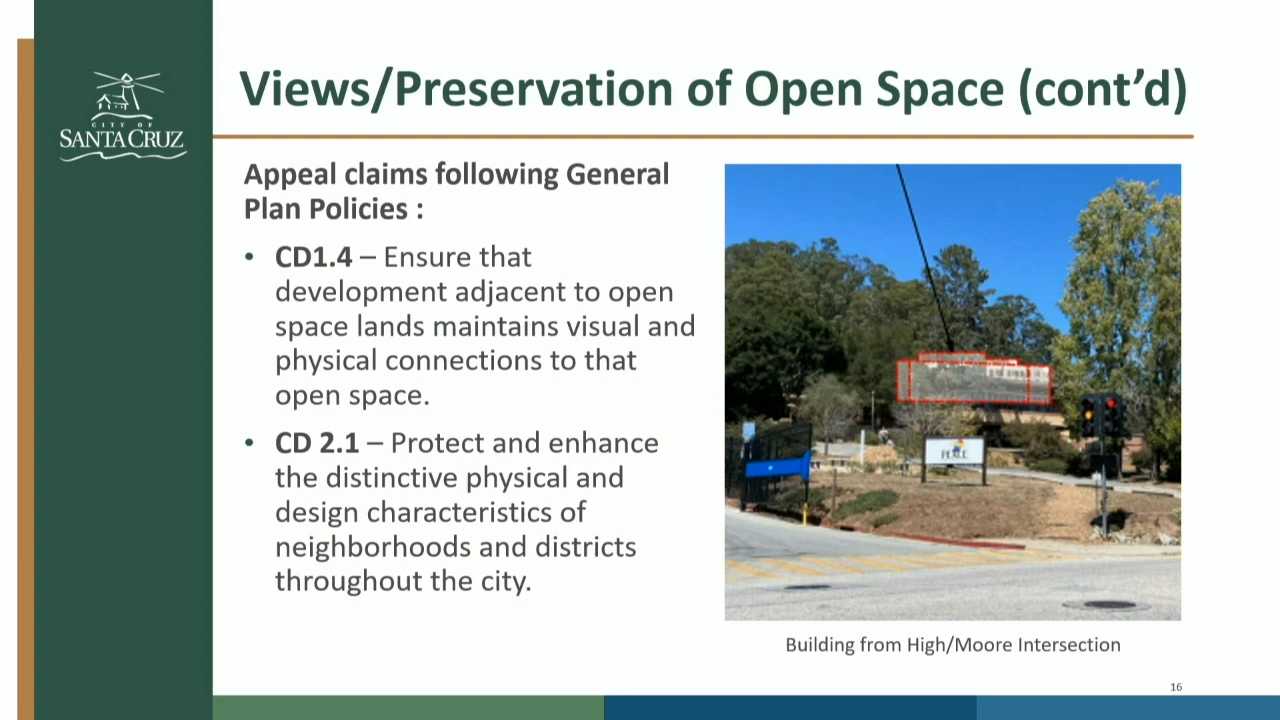 CITY OF
SANTA CRUZ
Views/Preservation of Open Space (cont’d)
Appeal claims following General
Plan Policies :
• CD1.4 – Ensure that
development adjacent to open
space lands maintains visual and
physical connections to that
open space.
• CD 2.1 – Protect and enhance
the distinctive physical and
design characteristics of
neighborhoods and districts
throughout the city.
PEACE
Building from High/Moore Intersection
16